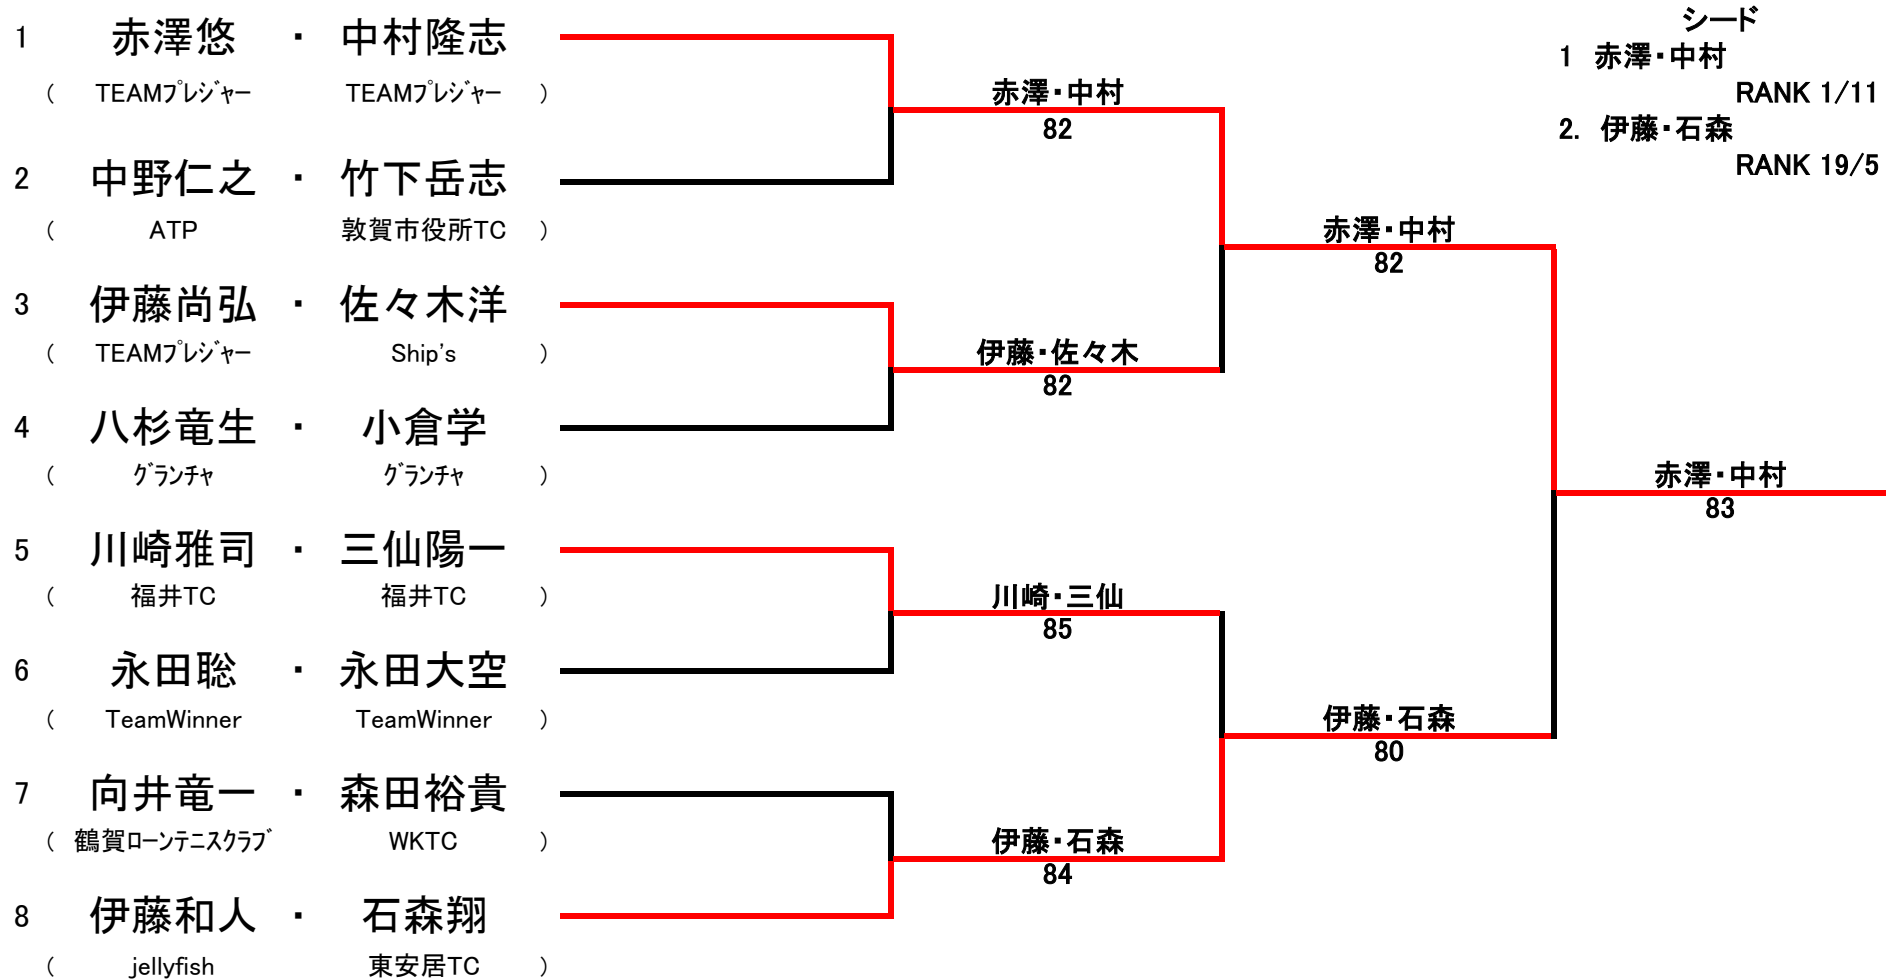 シード
1 赤澤・中村
RANK 1/11
2. 伊藤・石森
RANK 19/5
1 赤澤悠 ・ 中村隆志
( TEAMﾌﾟﾚｼﾞｬｰ TEAMﾌﾟﾚｼﾞｬｰ )
2 中野仁之 ・ 竹下岳志
( ATP 敦賀市役所TC )
3 伊藤尚弘 ・ 佐々木洋
( TEAMﾌﾟﾚｼﾞｬｰ Ship's )
4 八杉竜生 ・ 小倉学
( ｸﾞﾗﾝﾁｬ ｸﾞﾗﾝﾁｬ )
5 川崎雅司 ・ 三仙陽一
( 福井TC 福井TC )
6 永田聡 ・ 永田大空
( TeamWinner TeamWinner )
7 向井竜一 ・ 森田裕貴
( 鶴賀ﾛｰﾝﾃﾆｽｸﾗﾌﾞ WKTC )
8 伊藤和人 ・ 石森翔
( jellyfish 東安居TC )
赤澤・中村
82
伊藤・佐々木
82
川崎・三仙
85
伊藤・石森
84
赤澤・中村
82
伊藤・石森
80
赤澤・中村
83